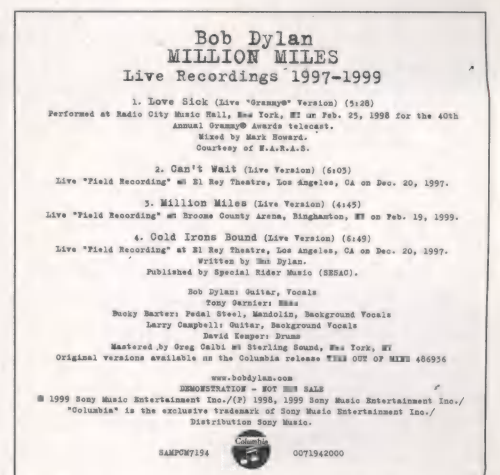 Bob Dylan
MILLION MILES
Live Recordings 1997-1999
1. Love Sick (Live "Grammy®" Version) (5:28)
Performed at Radio City Music Hall, New York, NY on Feb. 25, 1998 for the 40th
Annual Grammy® Awards telecast.
Mixed by Mark Howard.
Courtesy of N.A.R.A.S.
2. Can't Wait (Live Version) (6:05)
Live "Field Recording" at El Rey Theatre, Los Angeles, CA on Dec. 20, 1997.
3. Million Miles (Live Version) (4:45)
Live "Field Recording" at Broome County Arena, Binghamton, NY on Feb. 19, 1999.
4. Cold Irons Bound (Live Version) (6:49)
Live "Field Recording" at El Rey Theatre, Los Angeles, CA on Dec. 20, 1997.
Written by Bob Dylan.
Published by Special Rider Music (SESAC).
Bob Dylan: Guitar, Vocals
Tony Garnier: Bass
Bucky Baxter: Pedal Steel, Mandolin, Background Vocals
Larry Campbell: Guitar, Background Vocals
David Kemper: Drums
Mastered by Greg Calbi at Sterling Sound, New York, NY
Original versions available on the Columbia release TIME OUT OF MIND 486936
www.bobdylan.com
DEMONSTRATION - NOT FOR SALE
© 1999 Sony Music Entertainment Inc./(P) 1998, 1999 Sony Music Entertainment Inc./
"Columbia" is the exclusive trademark of Sony Music Entertainment Inc./
Distribution Sony Music.
SAMPCM7194 Columbia 0071942000